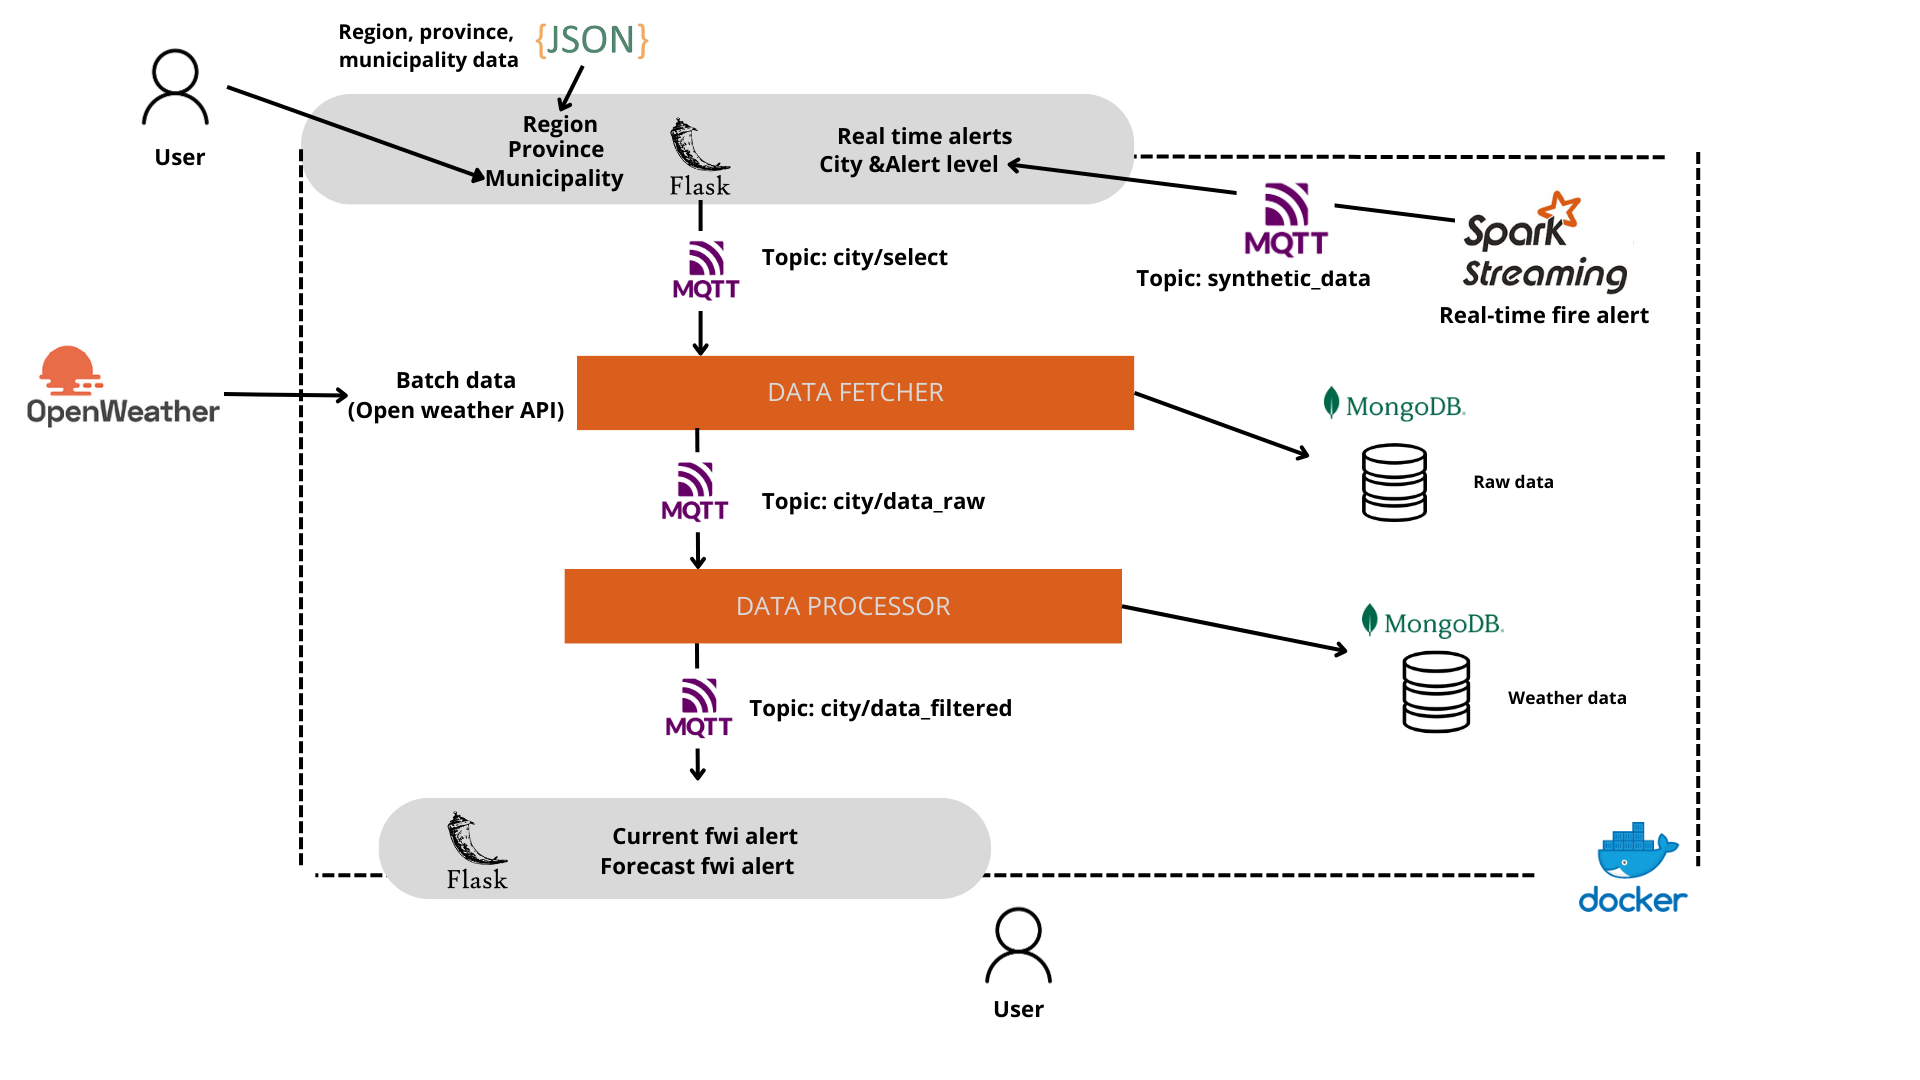 Region, province,
municipality data
{JSON}
User
Region
Province
Municipality
Flask
Real time alerts
City &Alert level
MQTT
Topic: city/select
MQTT
Topic: synthetic_data
Spark
Streaming
Real-time fire alert
OpenWeather
Batch data
(Open weather API)
DATA FETCHER
MongoDB.
Raw data
MQTT
Topic: city/data_raw
DATA PROCESSOR
MongoDB.
Weather data
MQTT
Topic: city/data_filtered
Flask
Current fwi alert
Forecast fwi alert
docker
User